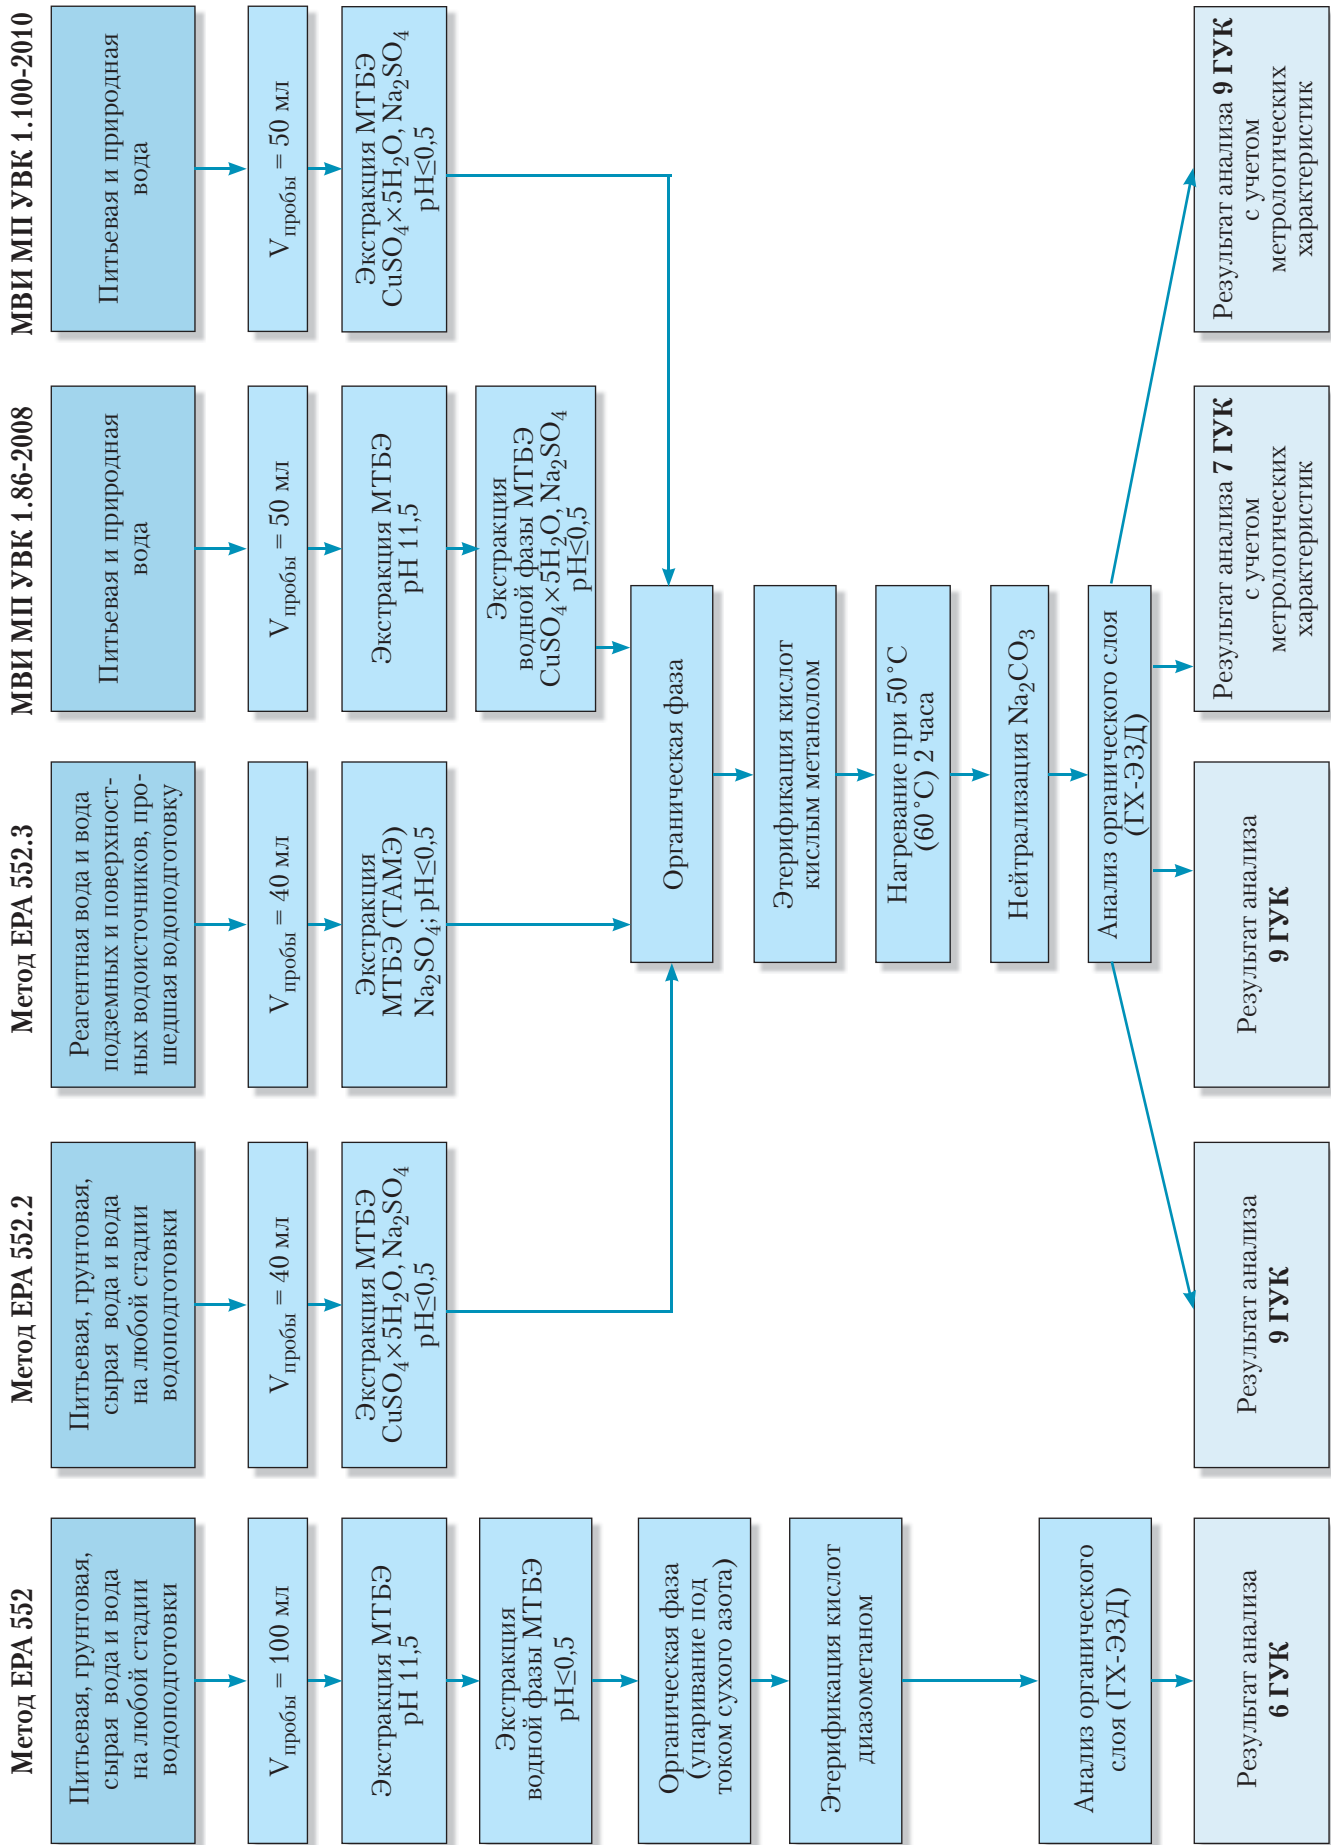 Метод EPA 552
Питьевая, грунтовая,
сырая вода и вода
на любой стадии
водоподготовки
Vпробы = 100 мл
Экстракция МТБЭ
pH 11,5
Экстракция
водной фазы МТБЭ
pH≤0,5
Органическая фаза
(упаривание под
током сухого азота)
Этерификация кислот
диазометаном
Анализ органического
слоя (ГХ-ЭЗД)
Результат анализа
6 ГУК
Метод EPA 552.2
Питьевая, грунтовая,
сырая вода и вода
на любой стадии
водоподготовки
Vпробы = 40 мл
Экстракция МТБЭ
CuSO4×5H2O, Na2SO4
pH≤0,5
Метод EPA 552.3
Реагентная вода и вода
подземных и поверхност-
ных водоисточников, про-
шедшая водоподготовку
Vпробы = 40 мл
Экстракция
МТБЭ (ТАМЭ)
Na2SO4; pH≤0,5
МВИ МП УВК 1.86-2008
Питьевая и природная
вода
Vпробы = 50 мл
Экстракция МТБЭ
pH 11,5
Экстракция
водной фазы МТБЭ
CuSO4×5H2O, Na2SO4
pH≤0,5
МВИ МП УВК 1.100-2010
Питьевая и природная
вода
Vпробы = 50 мл
Экстракция МТБЭ
CuSO4×5H2O, Na2SO4
pH≤0,5
Органическая фаза
Этерификация кислот
кислым метанолом
Нагревание при 50°C
(60°C) 2 часа
Нейтрализация Na2CO3
Анализ органического слоя
(ГХ-ЭЗД)
Результат анализа
9 ГУК
Результат анализа
9 ГУК
Результат анализа 7 ГУК
с учетом
метрологических
характеристик
Результат анализа 9 ГУК
с учетом
метрологических
характеристик